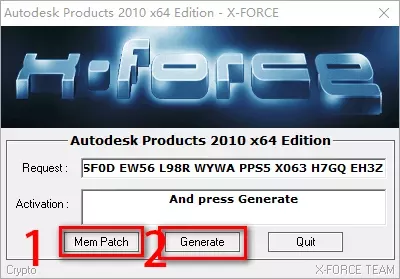 Autodesk Products 2010 x64 Edition - X-FORCE
x-force
Autodesk Products 2010 x64 Edition
Request : SF0D EW56 L98R WYWA PPS5 X063 H7GQ EH3Z
Activation : And press Generate
1 Mem Patch 2 Generate Quit
Crypto X-FORCE TEAM